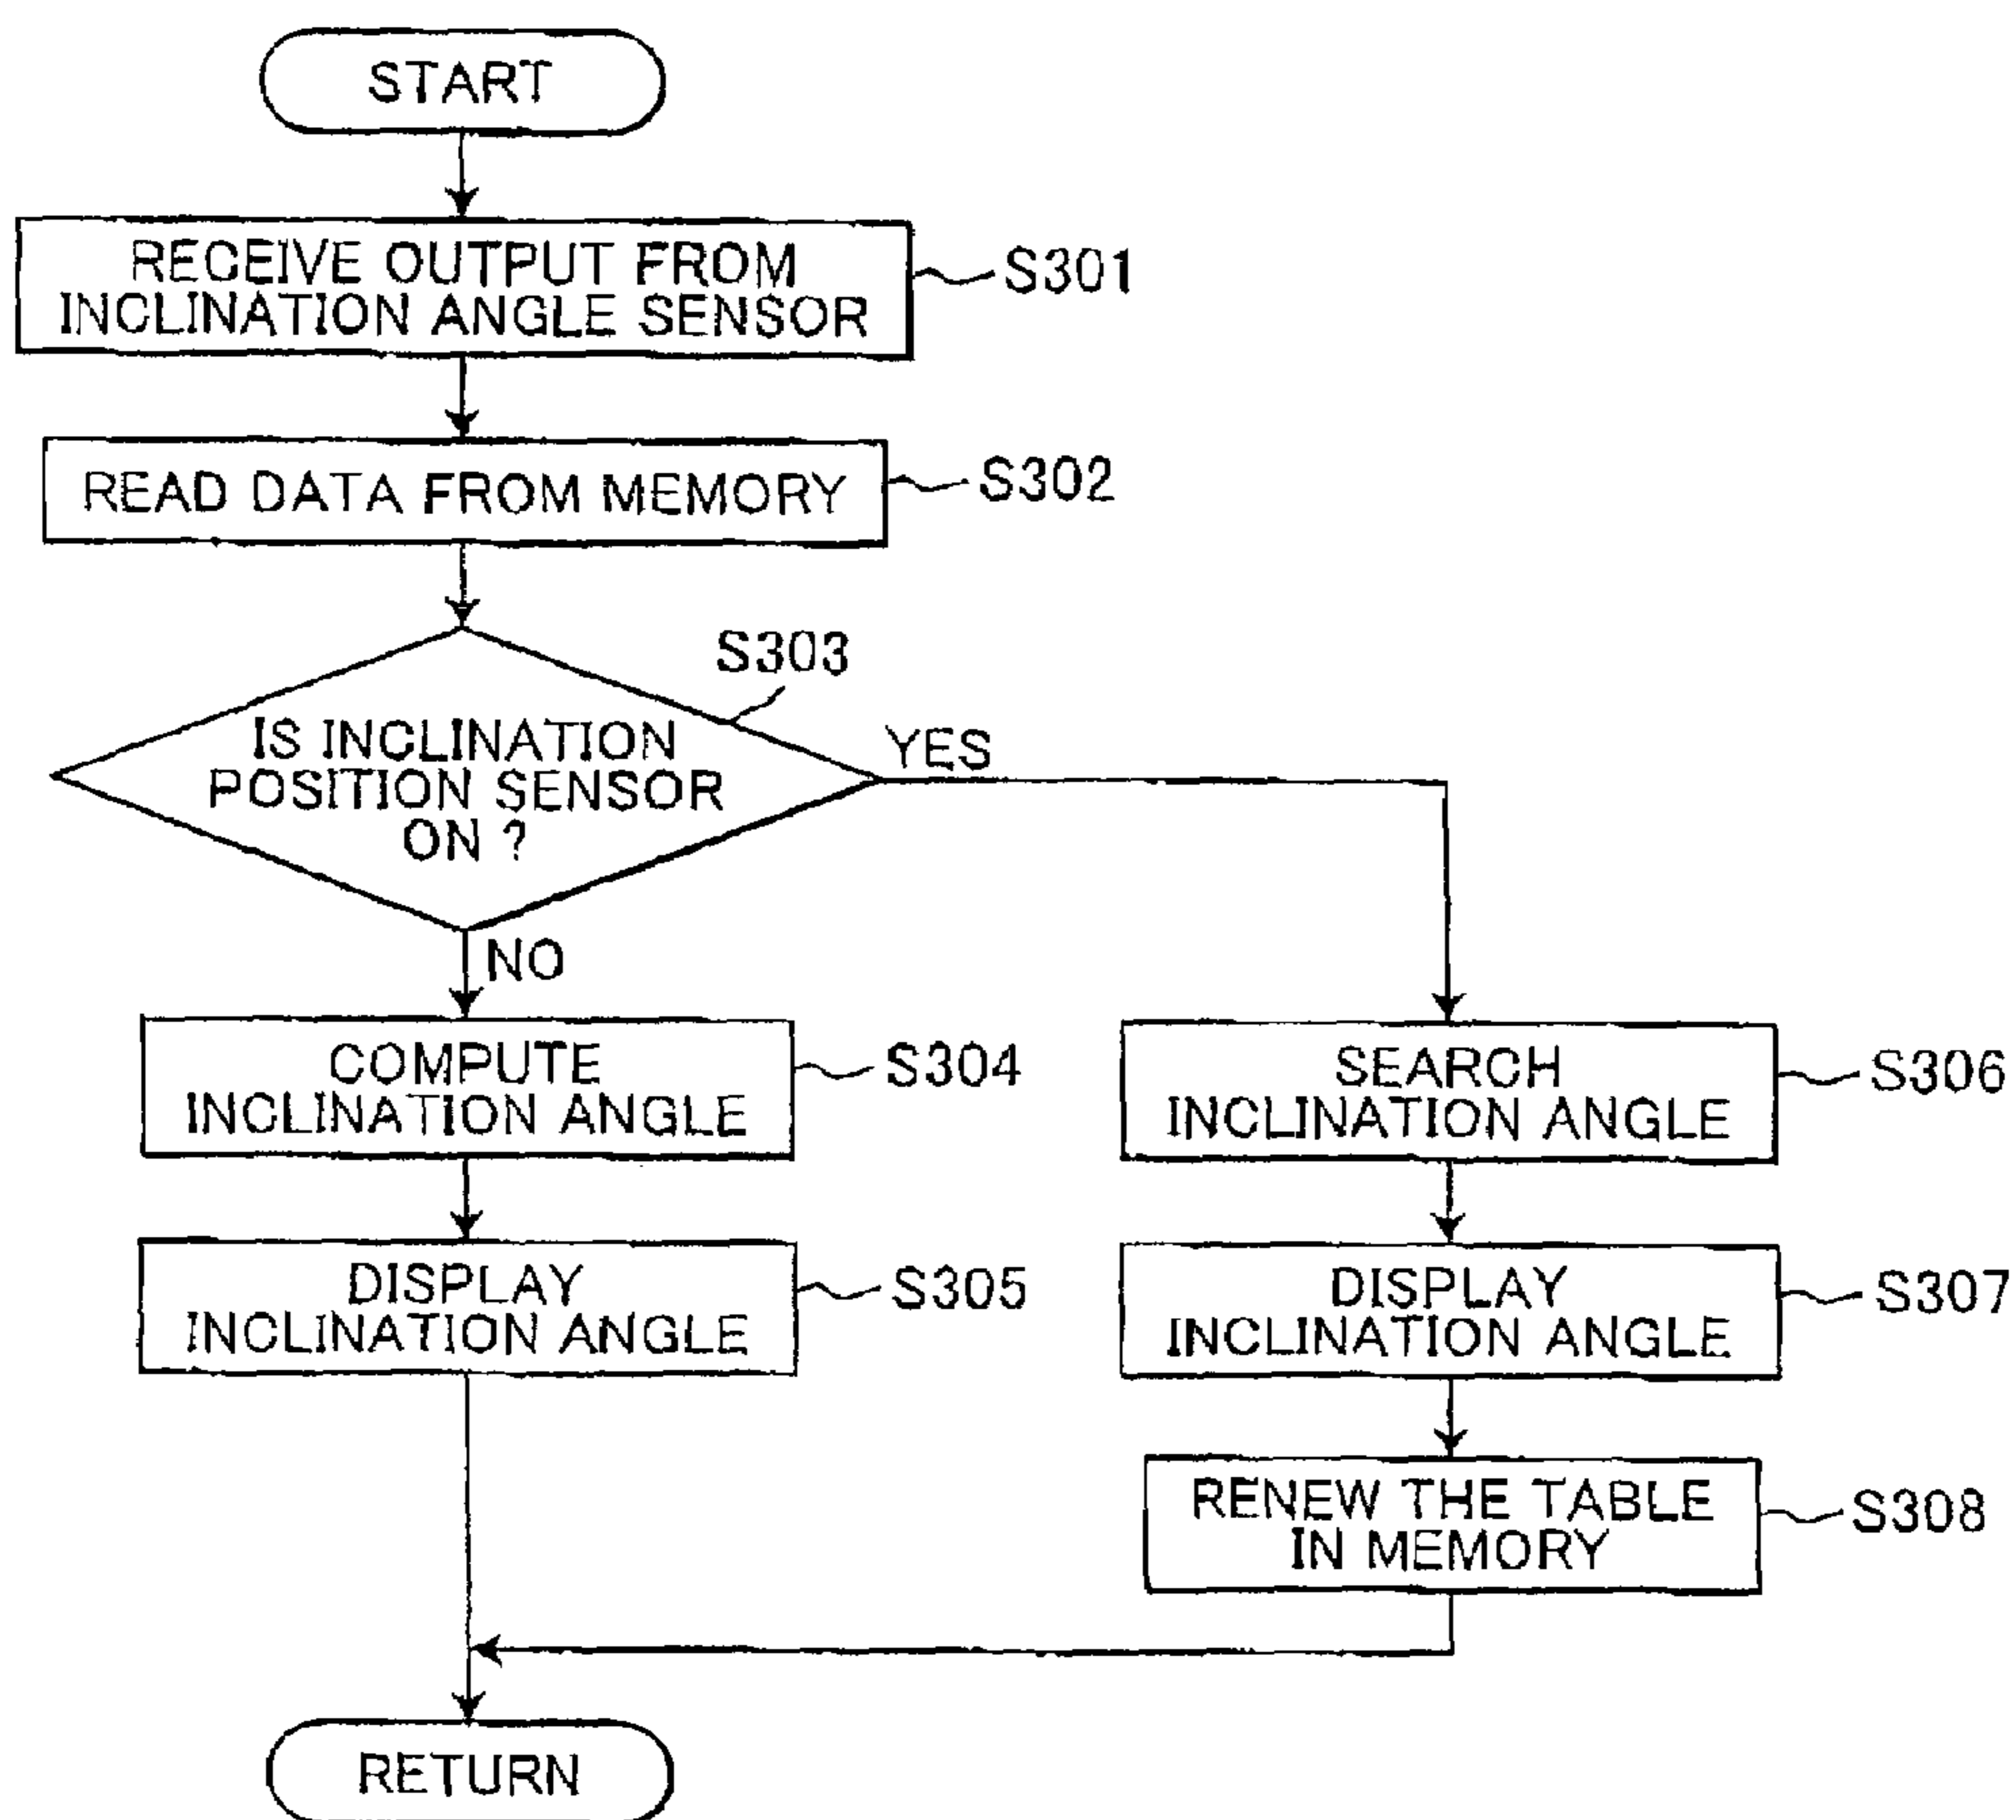 START
RECEIVE OUTPUT FROM
INCLINATION ANGLE SENSOR
S301
READ DATA FROM MEMORY
S302
S303
IS INCLINATION
POSITION SENSOR
ON ?
YES
NO
COMPUTE
INCLINATION ANGLE
S304
DISPLAY
INCLINATION ANGLE
S305
SEARCH
INCLINATION ANGLE
S306
DISPLAY
INCLINATION ANGLE
S307
RENEW THE TABLE
IN MEMORY
S308
RETURN